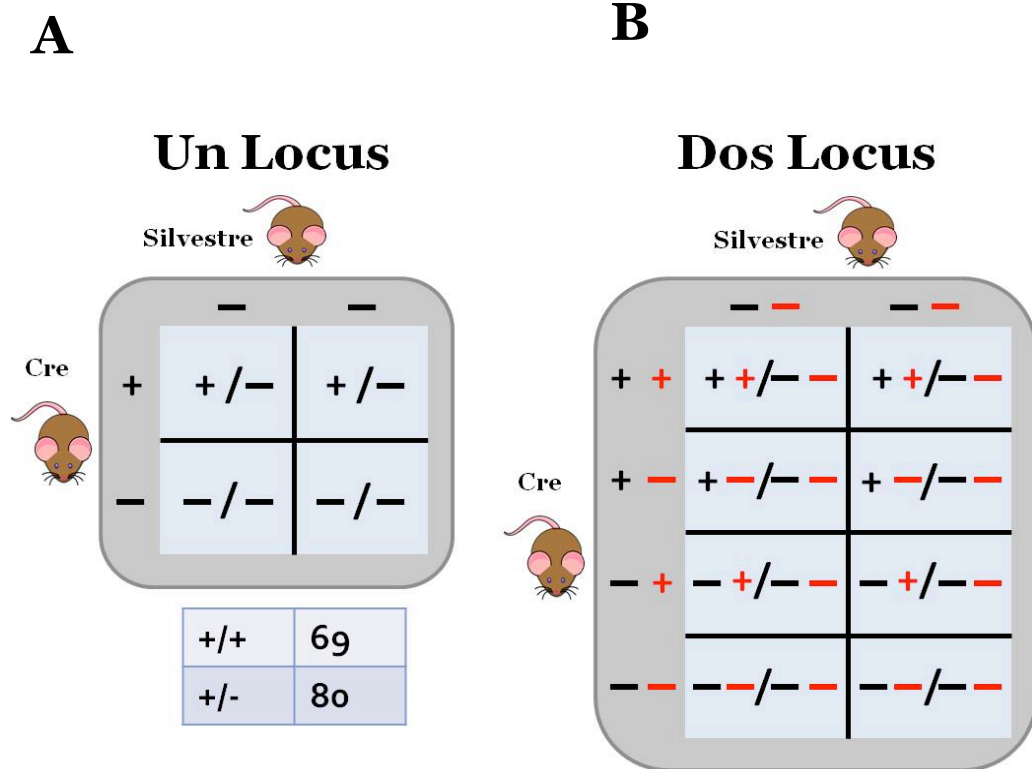 A
Un Locus
Silvestre
— —
Cre
+ +/— +/—
— —/— —/—
+/+ 69
+/- 80
B
Dos Locus
Silvestre
— — — —
+ + + +/— — + +/— —
Cre
+ — + —/— — + —/— —
— + — +/— — — +/— —
— — — —/— — — —/— —